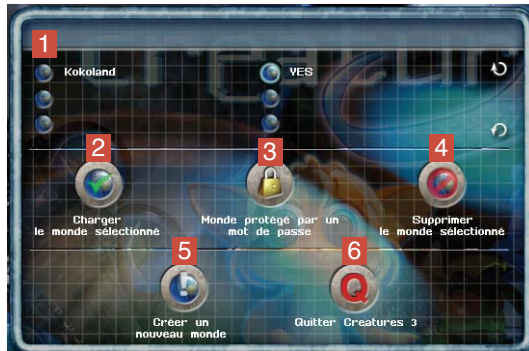 1
Kokoland
YES
2
3
4
Charger
le monde sélectionné
Monde protégé par un
mot de passe
Supprimer
le monde sélectionné
5
6
!
Q
Créer un
nouveau monde
Quitter Creatures 3